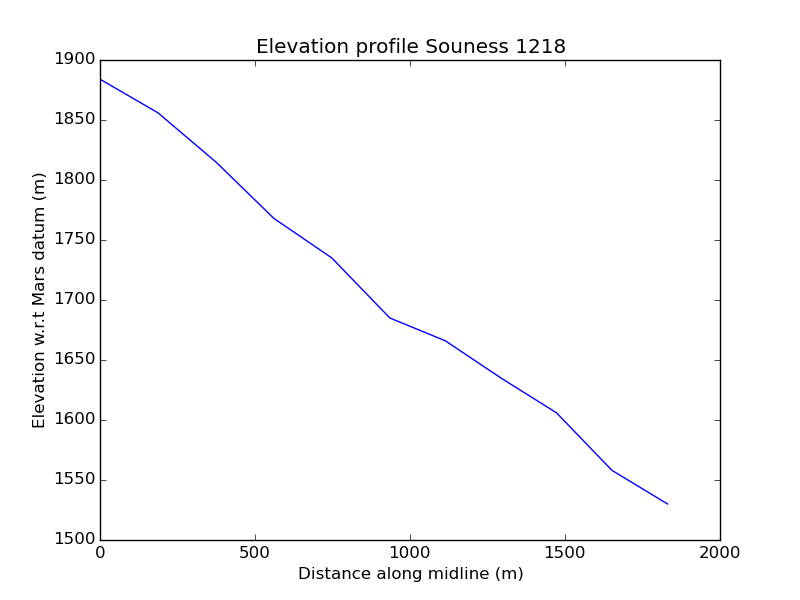 Elevation profile Souness 1218
1900
1850
1800
1750
1700
1650
1600
1550
1500
Elevation w.r.t Mars datum (m)
0 500 1000 1500 2000
Distance along midline (m)